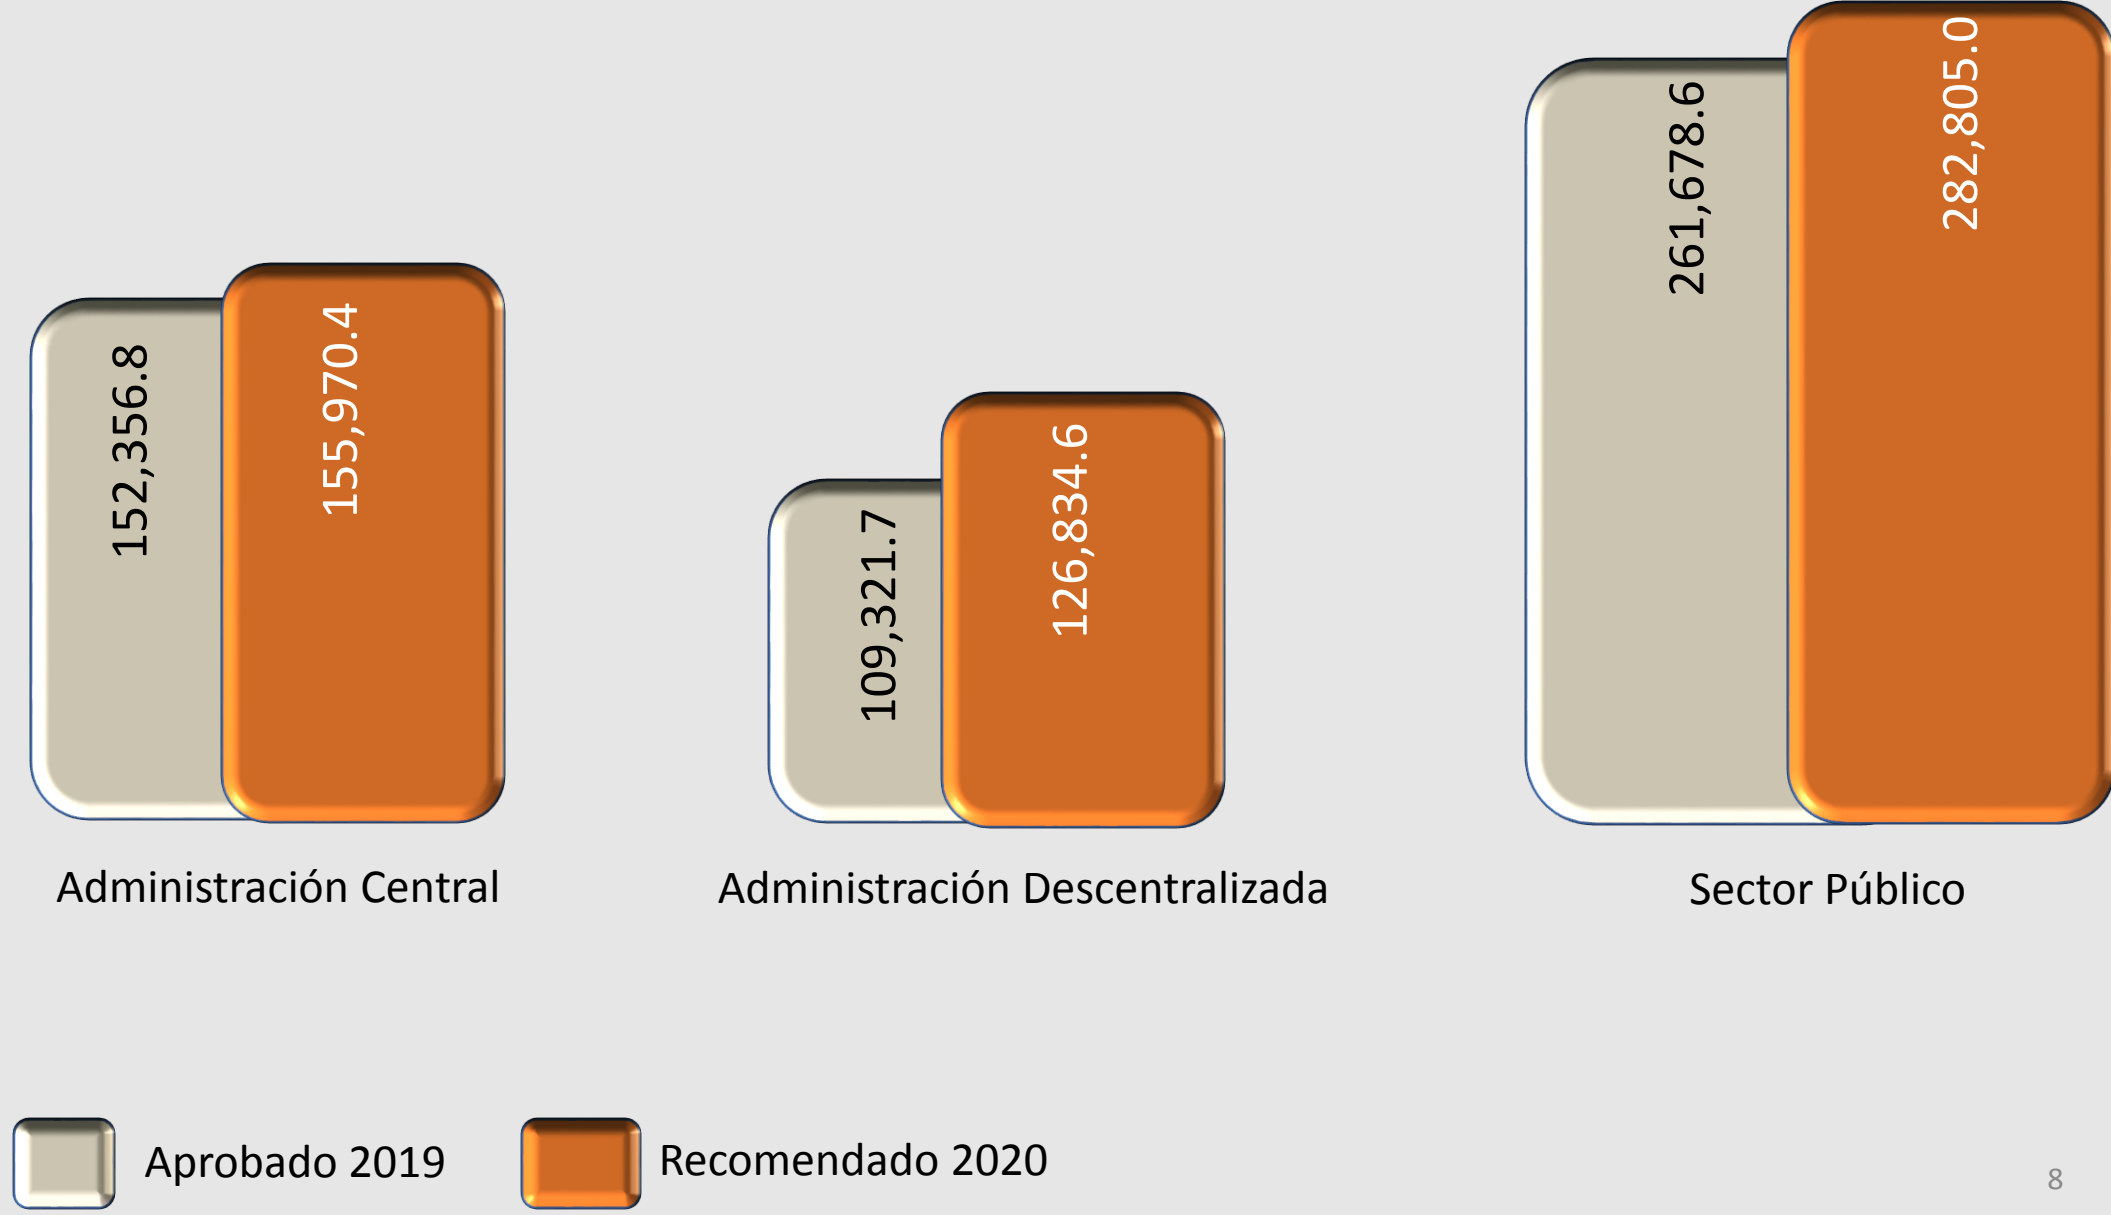 152,356.8
155,970.4
109,321.7
126,834.6
261,678.6
282,805.0
Administración Central
Administración Descentralizada
Sector Público
Aprobado 2019
Recomendado 2020
8